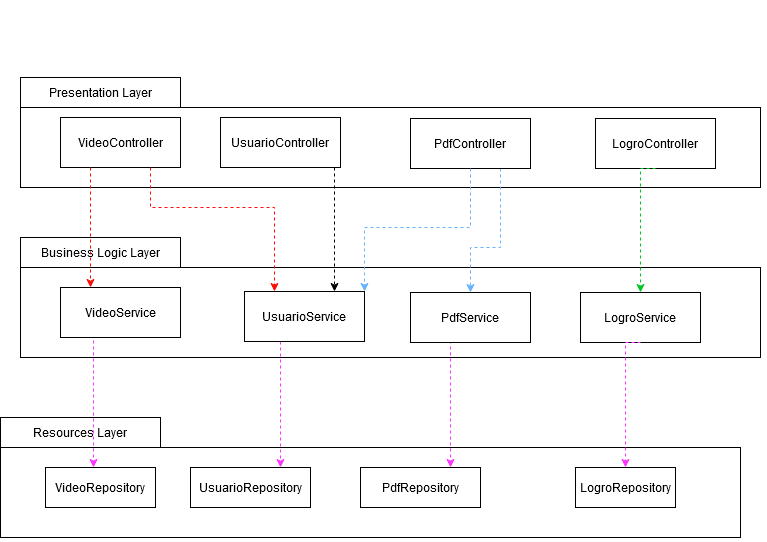 Presentation Layer
VideoController
UsuarioController
PdfController
LogroController
Business Logic Layer
VideoService
UsuarioService
PdfService
LogroService
Resources Layer
VideoRepository
UsuarioRepository
PdfRepository
LogroRepository